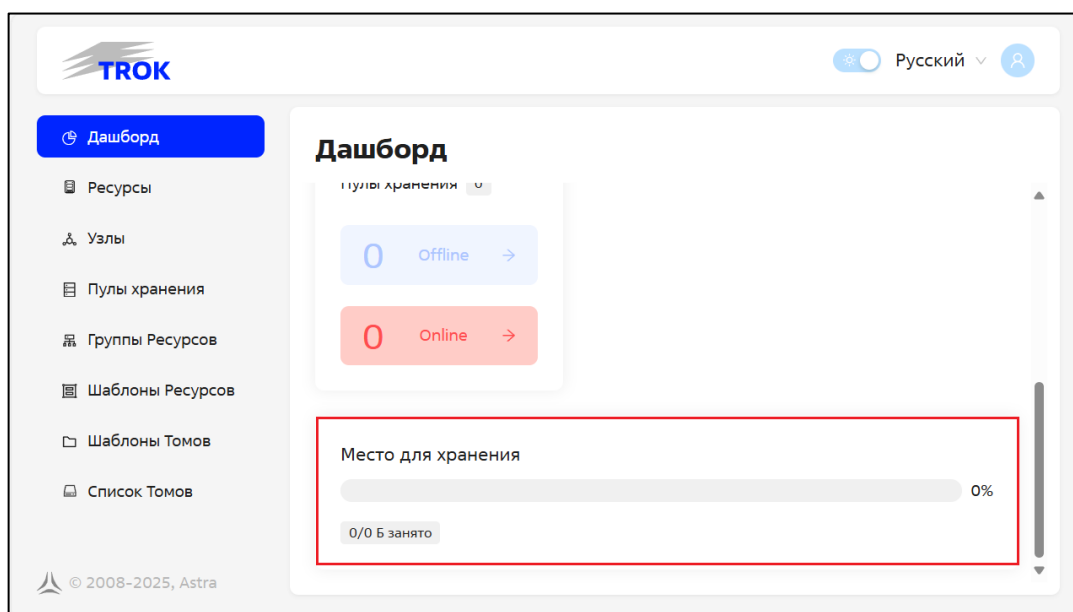 TROK
Русский
Дашборд
Ресурсы
Узлы
Пулы хранения
Группы Ресурсов
Шаблоны Ресурсов
Шаблоны Томов
Список Томов
© 2008-2025, Astra
Дашборд
Пулы хранения 0
0 Offline
0 Online
Место для хранения
0%
0/0 Б занято